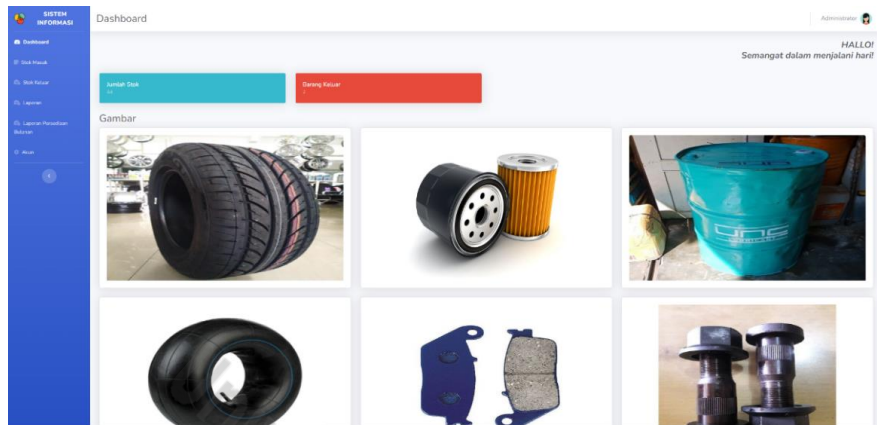 SISTEM
INFORMASI
Dashboard
Administrator
Dashboard
HALLO!
Semangat dalam menjalani hari!
Stok Masuk
Stok Keluar
Jumlah Stok
Barang Keluar
Laporan
Gambar
Laporan Persediaan
Bulanan
Akun